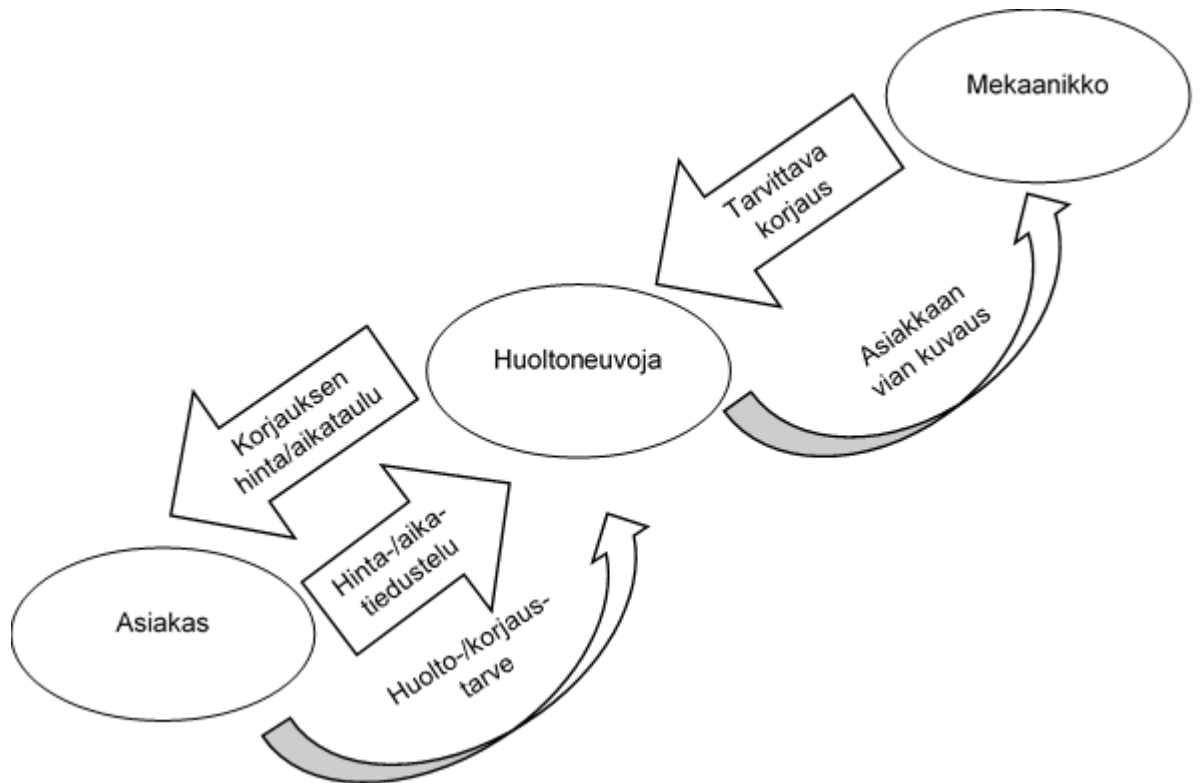 Mekaanikko
Tarvittava
korjaus
Asiakkaan
vian kuvaus
Huoltoneuvoja
Korjauksen
hinta/aikataulu
Hinta-/aika-
tiedustelu
Huolto-/korjaus-
tarve
Asiakas